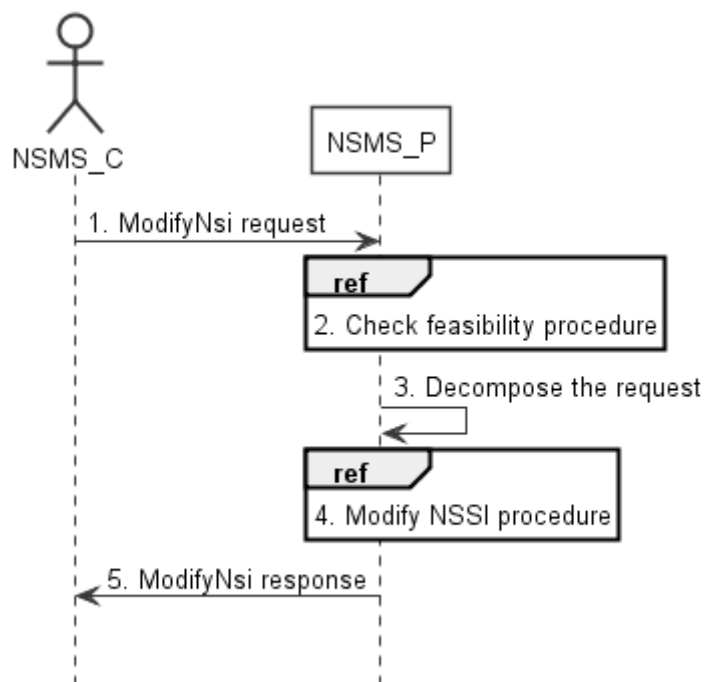 NSMS_C
NSMS_P
1. ModifyNsi request
ref
2. Check feasibility procedure
3. Decompose the request
ref
4. Modify NSSI procedure
5. ModifyNsi response